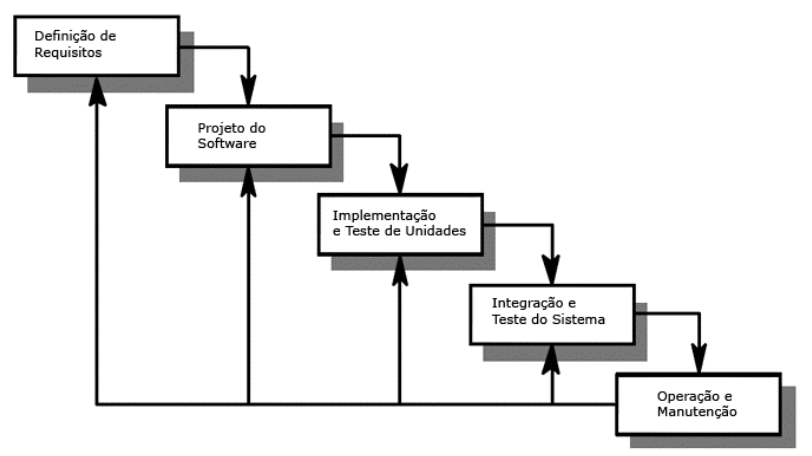 Definição de
Requisitos
Projeto do
Software
Implementação
e Teste de Unidades
Integração e
Teste do Sistema
Operação e
Manutenção